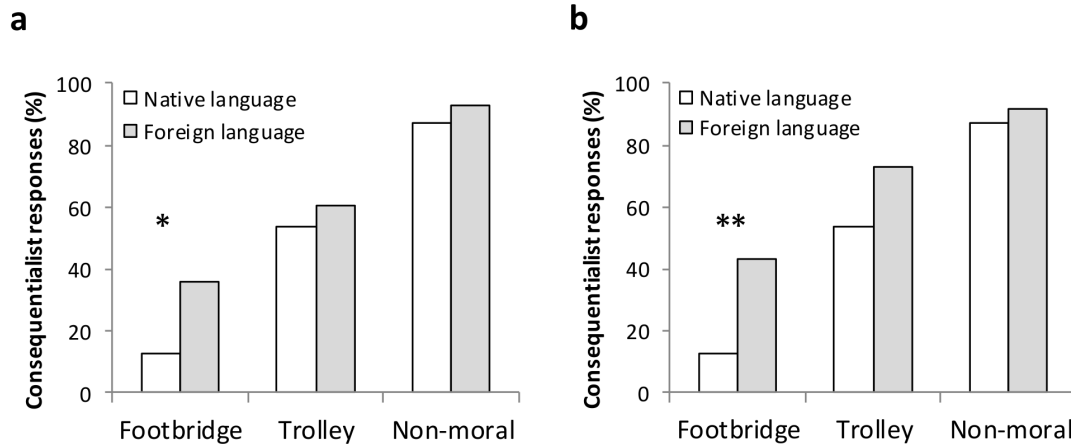 a
Consequentialist responses (%)
100
80
60
40
20
0
Native language
Foreign language
*
Footbridge Trolley Non-moral
b
Consequentialist responses (%)
100
80
60
40
20
0
Native language
Foreign language
**
Footbridge Trolley Non-moral